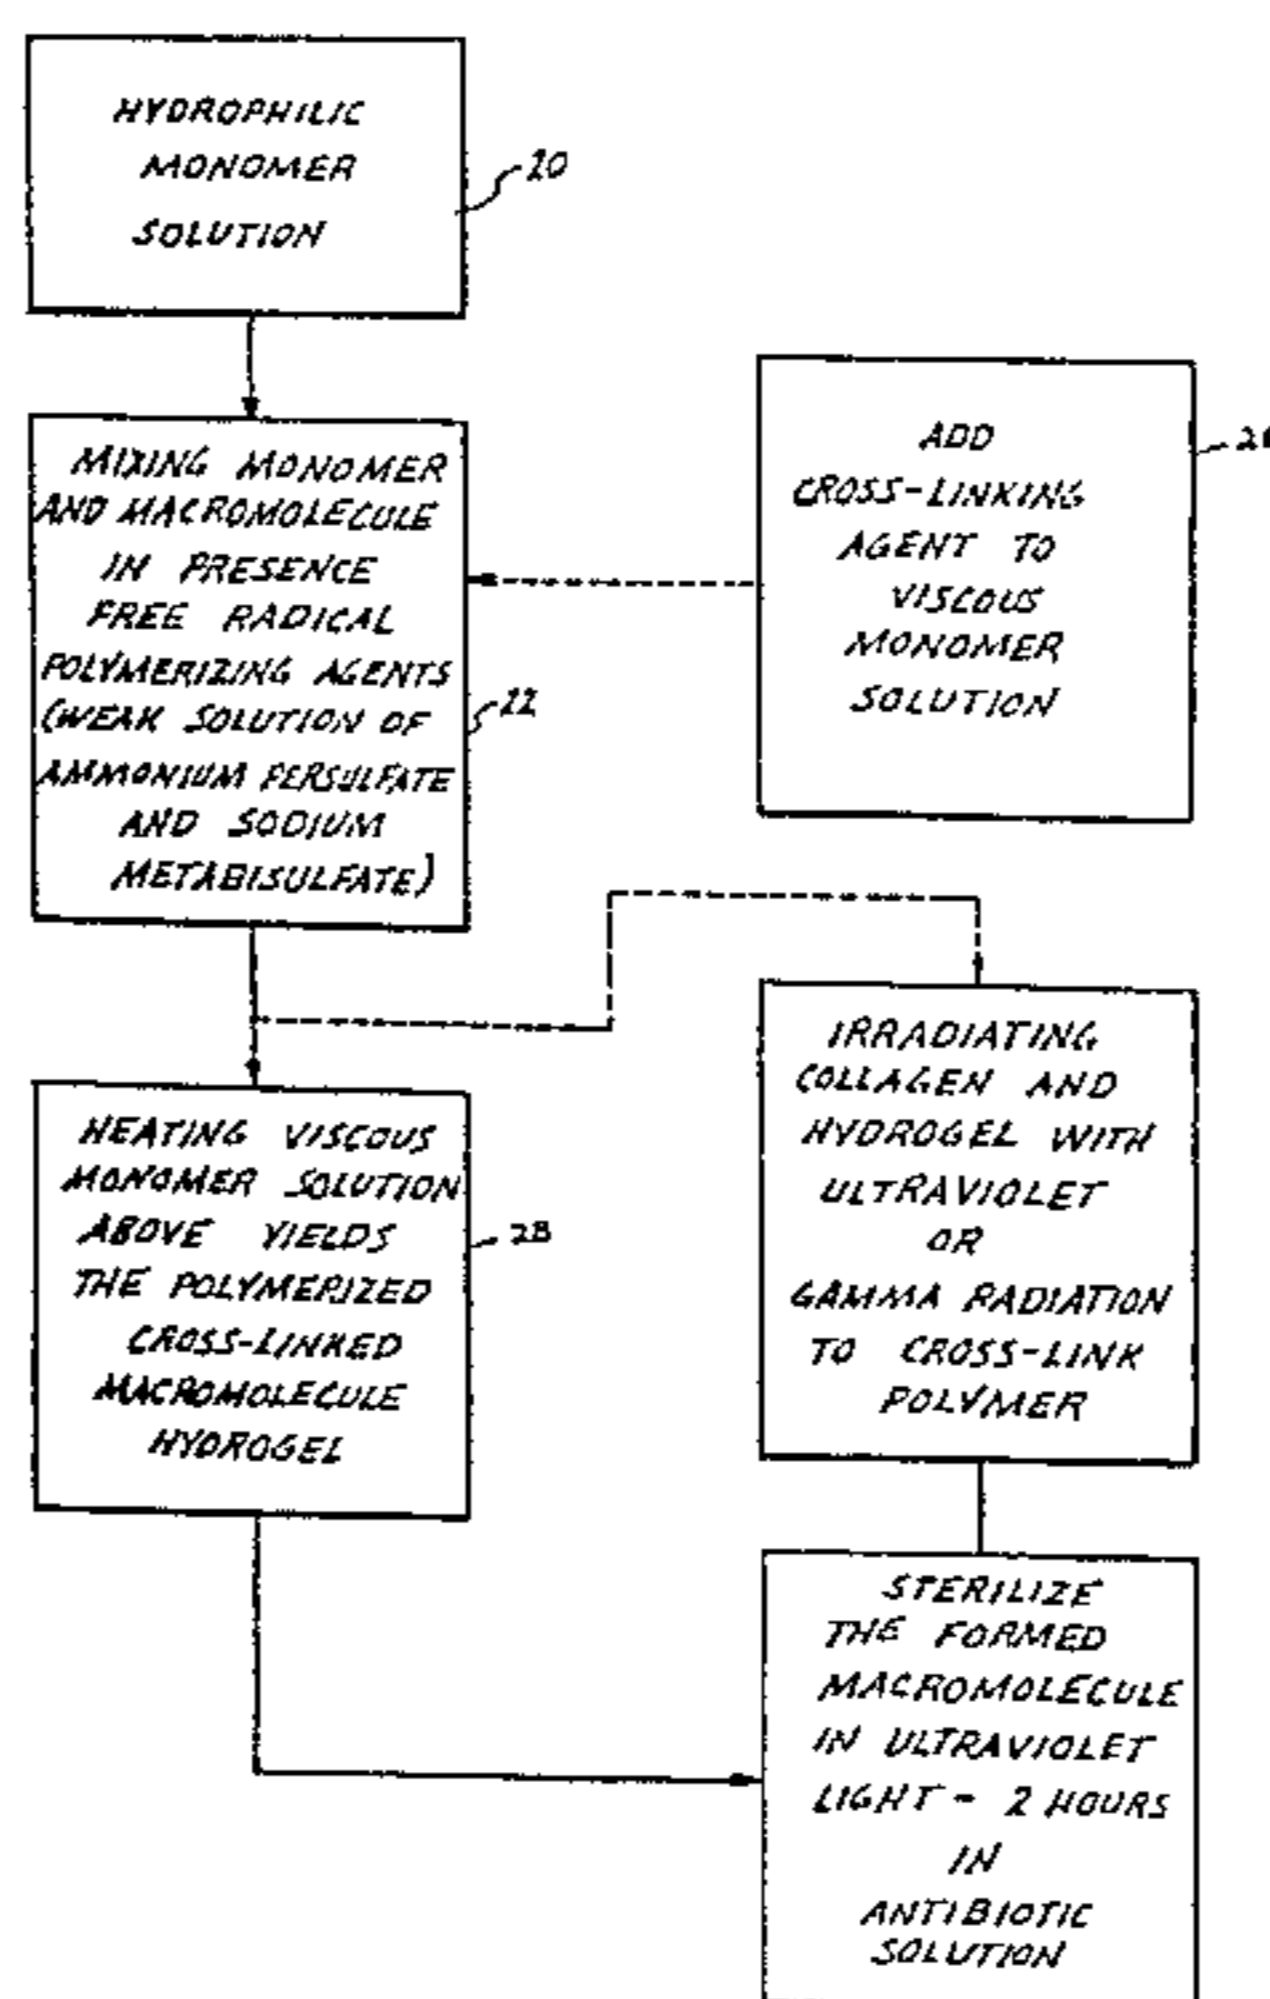 HYDROPHILIC
MONOMER
SOLUTION
20
MIXING MONOMER
AND MACROMOLECULE
IN PRESENCE
FREE RADICAL
POLYMERIZING AGENTS
(WEAK SOLUTION OF
AMMONIUM PERSULFATE
AND SODIUM
METABISULFATE)
22
ADD
CROSS-LINKING
AGENT TO
VISCOUS
MONOMER
SOLUTION
HEATING VISCOUS
MONOMER SOLUTION
ABOVE YIELDS
THE POLYMERIZED
CROSS-LINKED
MACROMOLECULE
HYDROGEL
28
IRRADIATING
COLLAGEN AND
HYDROGEL WITH
ULTRAVIOLET
OR
GAMMA RADIATION
TO CROSS-LINK
POLYMER
STERILIZE
THE FORMED
MACROMOLECULE
IN ULTRAVIOLET
LIGHT - 2 HOURS
IN
ANTIBIOTIC
SOLUTION